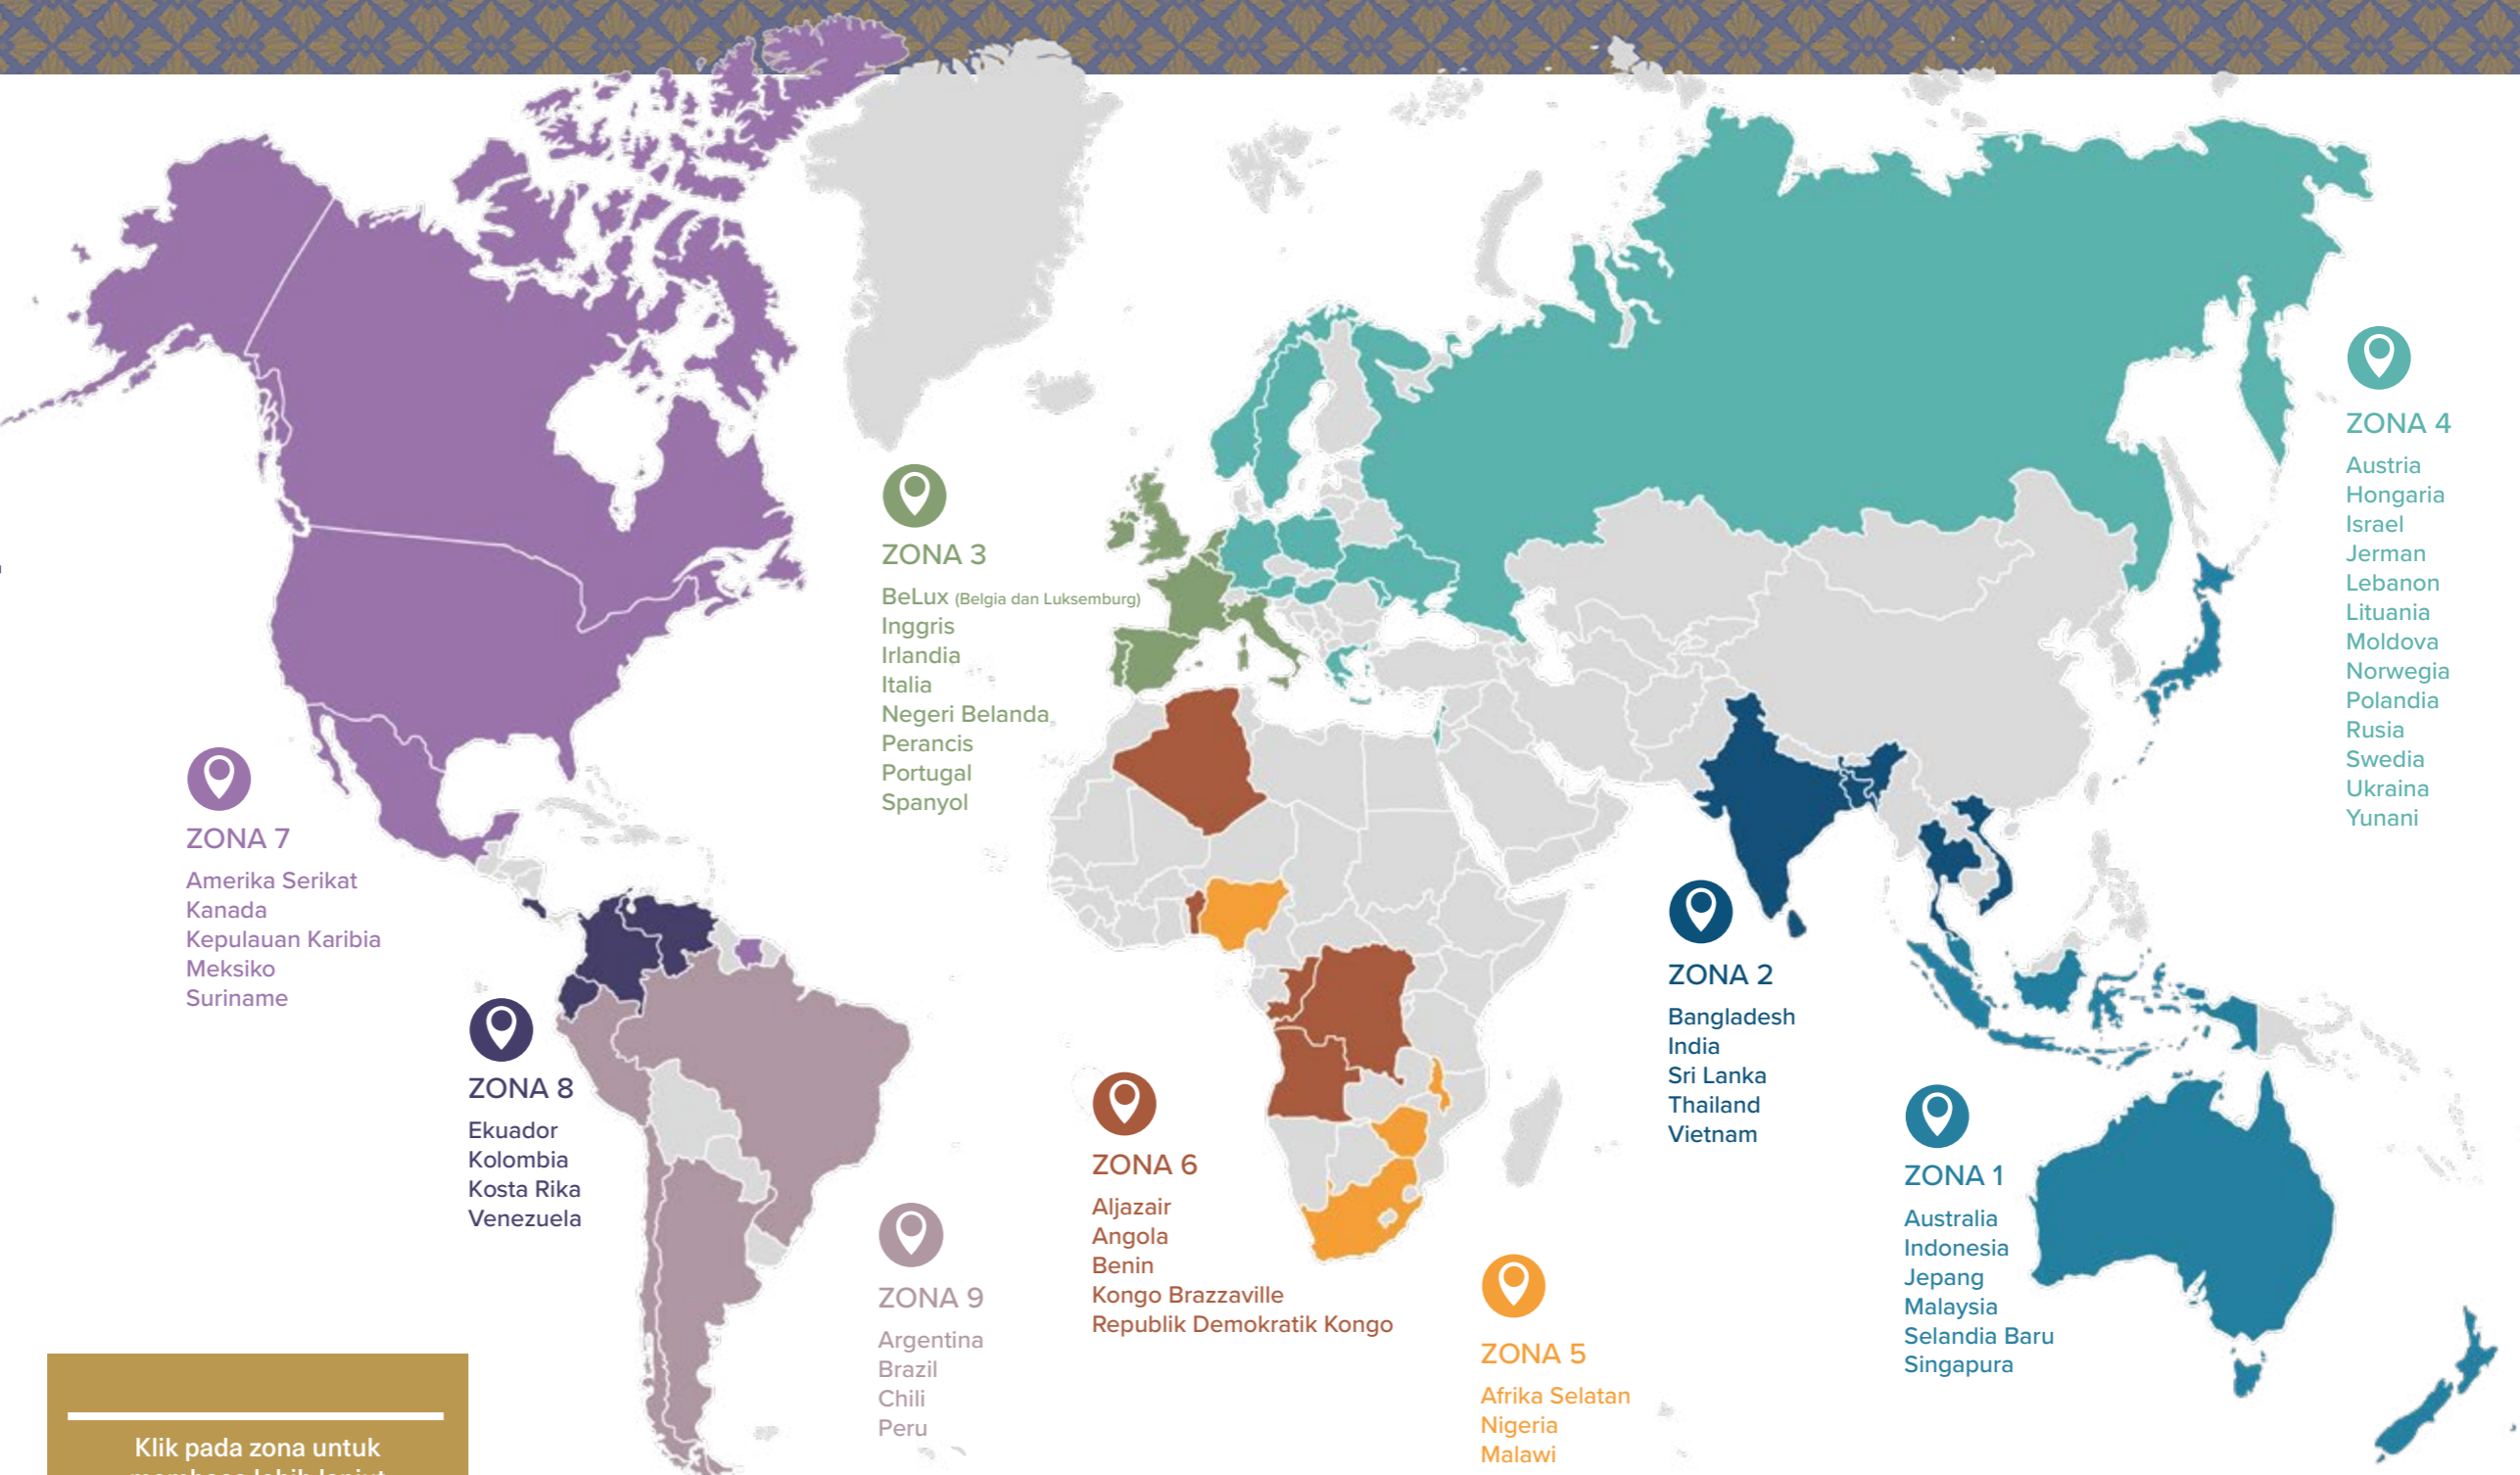 ZONA 4
Austria
Hongaria
Israel
Jerman
Lebanon
Lituania
Moldova
Norwegia
Polandia
Rusia
Swedia
Ukraina
Yunani
ZONA 3
BeLux (Belgia dan Luksemburg)
Inggris
Irlandia
Italia
Negeri Belanda
Perancis
Portugal
Spanyol
ZONA 7
Amerika Serikat
Kanada
Kepulauan Karibia
Meksiko
Suriname
ZONA 2
Bangladesh
India
Sri Lanka
Thailand
Vietnam
ZONA 8
Ekuador
Kolombia
Kosta Rika
Venezuela
ZONA 6
Aljazair
Angola
Benin
Kongo Brazzaville
Republik Demokratik Kongo
ZONA 1
Australia
Indonesia
Jepang
Malaysia
Selandia Baru
Singapura
ZONA 9
Argentina
Brazil
Chili
Peru
ZONA 5
Afrika Selatan
Nigeria
Malawi
Klik pada zona untuk
membaca lebih lanjut